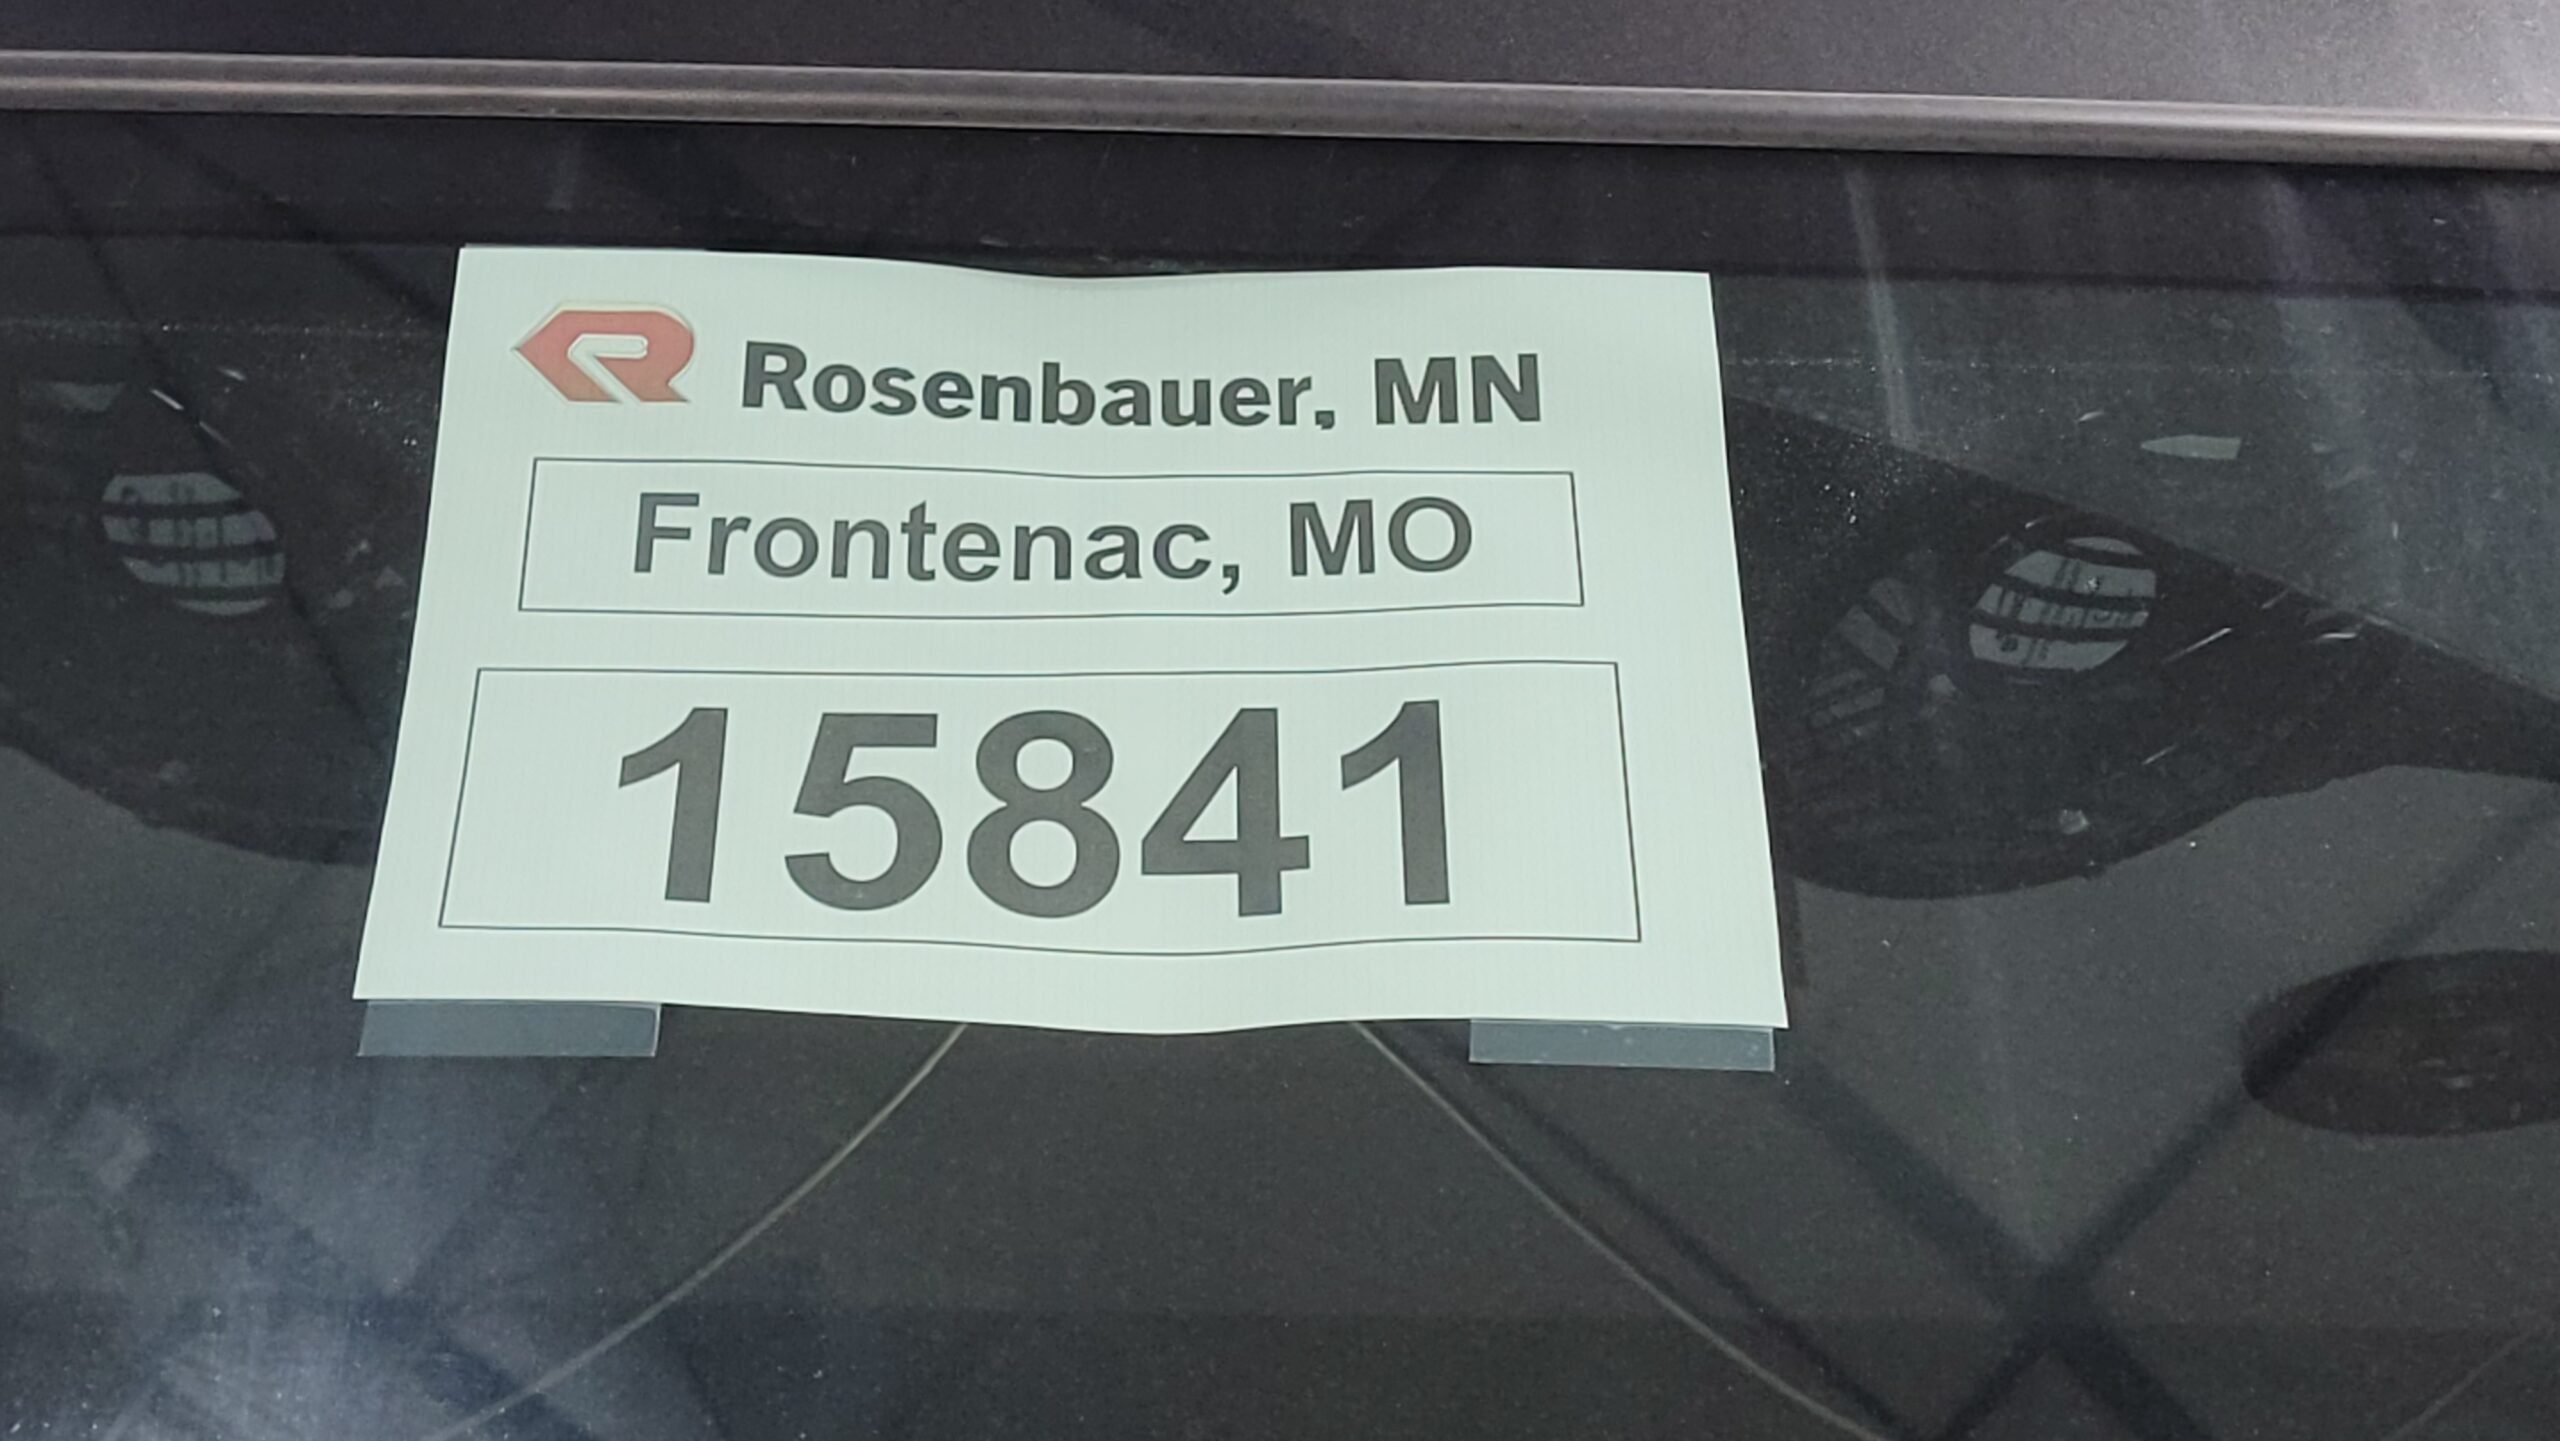 Rosenbauer, MN
Frontenac, MO
15841